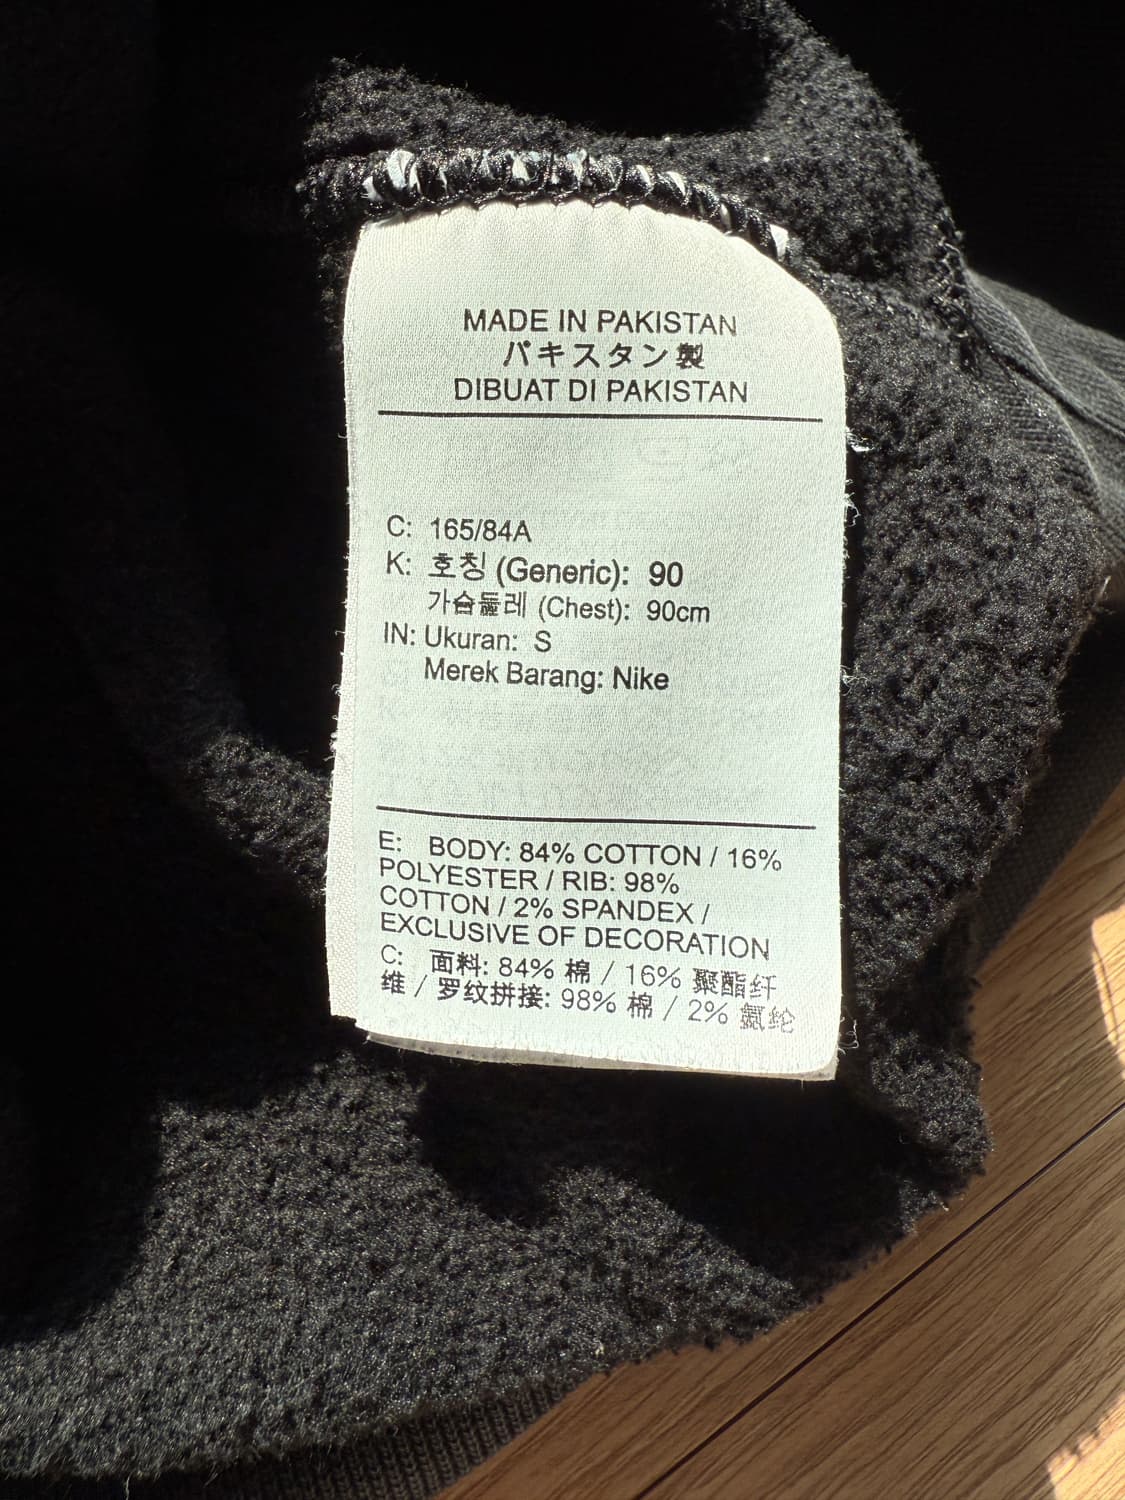 MADE IN PAKISTAN
パキスタン製
DIBUAT DI PAKISTAN
C: 165/84A
K: 호칭 (Generic): 90
가슴둘레 (Chest): 90cm
IN: Ukuran: S
Merek Barang: Nike
E: BODY: 84% COTTON / 16%
POLYESTER / RIB: 98%
COTTON / 2% SPANDEX /
EXCLUSIVE OF DECORATION
C: 面料: 84% 棉 / 16% 聚酯纤
维 / 罗纹拼接: 98% 棉 / 2% 氨纶